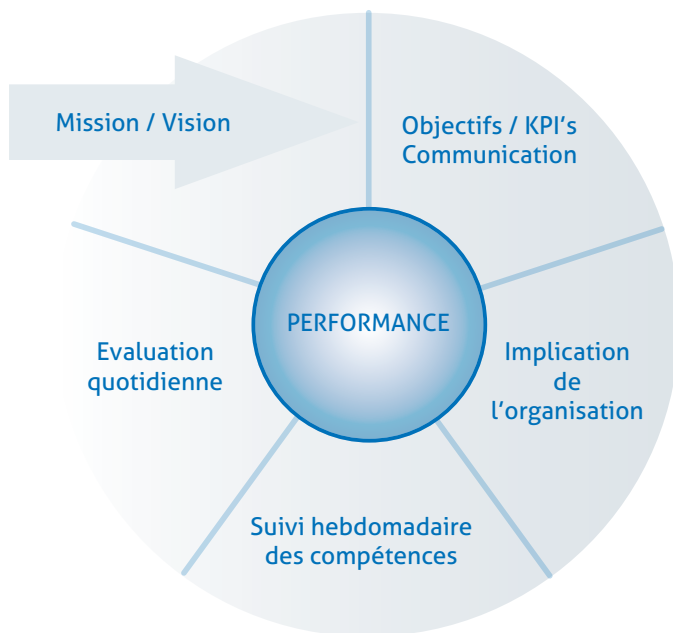 Mission / Vision
Objectifs / KPI's
Communication
PERFORMANCE
Implication
de
l'organisation
Suivi hebdomadaire
des compétences
Evaluation
quotidienne